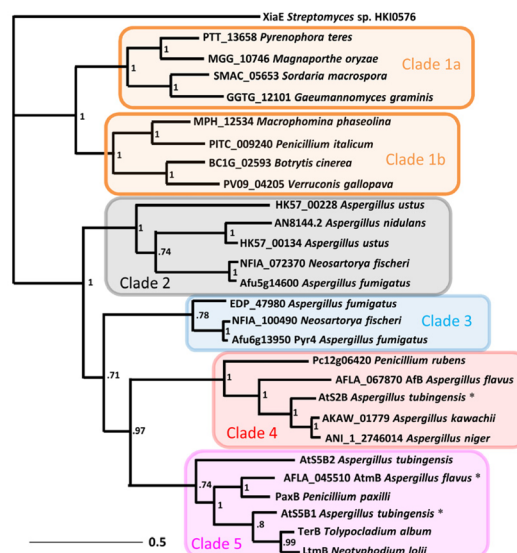 XiaE Streptomyces sp. HKI0576
PTT_13658 Pyrenophora teres
1
MGG_10746 Magnaporthe oryzae
1
Clade 1a
SMAC_05653 Sordaria macrospora
1
GGTG_12101 Gaeumannomyces graminis
1
MPH_12534 Macrophomina phaseolina
1
PITC_009240 Penicillium italicum
Clade 1b
1
BC1G_02593 Botrytis cinerea
1
PV09_04205 Verruconis gallopava
HK57_00228 Aspergillus ustus
1
AN8144.2 Aspergillus nidulans
1
HK57_00134 Aspergillus ustus
.74
NFIA_072370 Neosartorya fischeri
1
Clade 2
Afu5g14600 Aspergillus fumigatus
1
EDP_47980 Aspergillus fumigatus
.78
NFIA_100490 Neosartorya fischeri
Clade 3
1
Afu6g13950 Pyr4 Aspergillus fumigatus
Pc12g06420 Penicillium rubens
.71
1
AFLA_067870 AfB Aspergillus flavus
1
AtS2B Aspergillus tubingensis *
1
AKAW_01779 Aspergillus kawachii
1
Clade 4
ANI_1_2746014 Aspergillus niger
.97
AtS5B2 Aspergillus tubingensis
AFLA_045510 AtmB Aspergillus flavus *
.74
1
PaxB Penicillium paxilli
1
AtS5B1 Aspergillus tubingensis *
.8
TerB Tolypocladium album
0.5
Clade 5
.99
LtmB Neotyphodium lolii